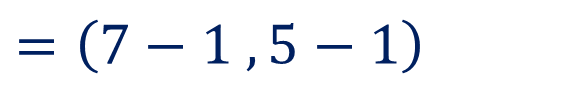 = (7 − 1 , 5 − 1)